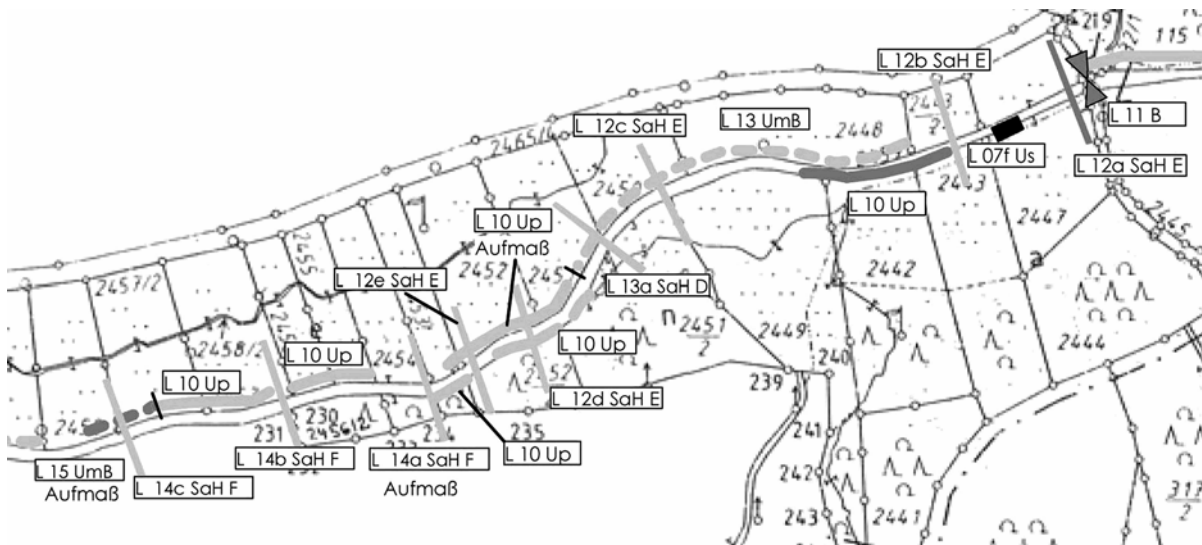 219
115
L 12b SaH E
L 13 UmB
2448
L 12c SaH E
L 11 B
L 07f Us
L 12a SaH E
2443
2447
L 10 Up
L 10 Up
Aufmaß
2442
L 12e SaH E
2452
L 13a SaH D
2457/2
2455
n
2451
2
2449
2444
240
L 10 Up
L 10 Up
L 10 Up
2454
239
L 12d SaH E
230
231
234
235
241
L 15 UmB
Aufmaß
L 14c SaH F
L 14b SaH F
L 14a SaH F
Aufmaß
L 10 Up
242
243
2441
317
2